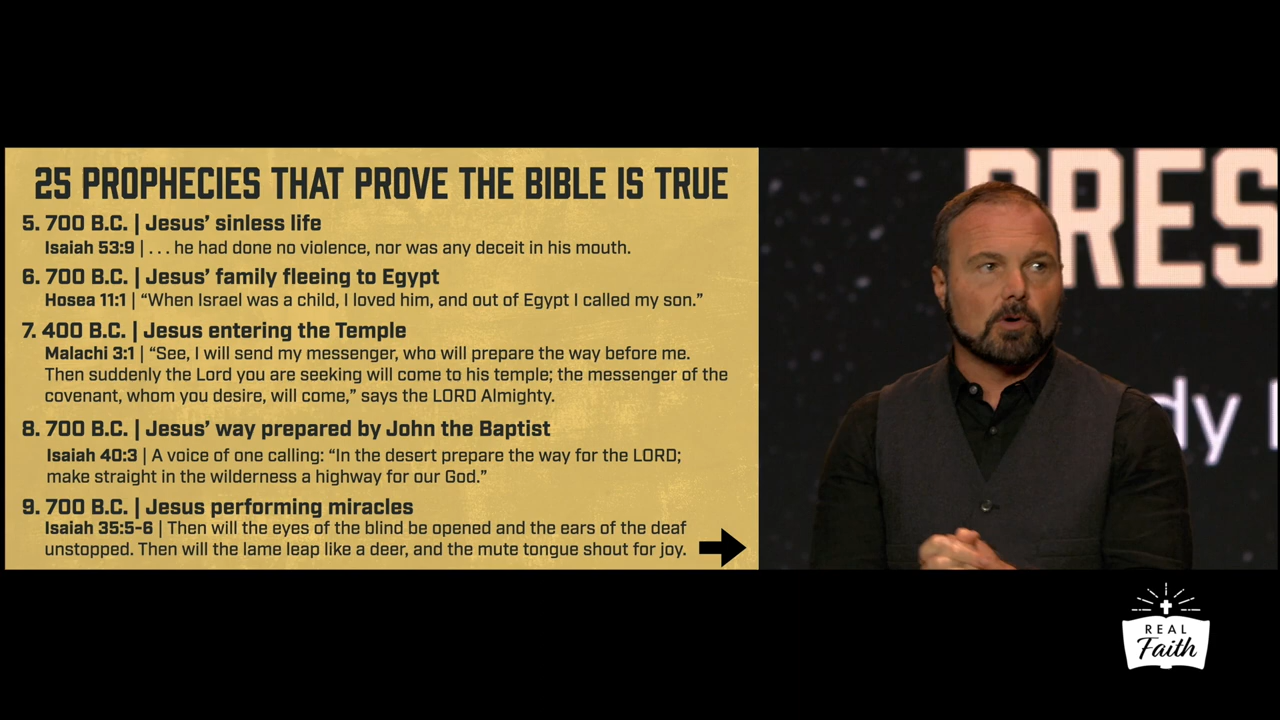 25 PROPHECIES THAT PROVE THE BIBLE IS TRUE
5. 700 B.C. | Jesus’ sinless life
Isaiah 53:9 | . . . he had done no violence, nor was any deceit in his mouth.
6. 700 B.C. | Jesus’ family fleeing to Egypt
Hosea 11:1 | “When Israel was a child, I loved him, and out of Egypt I called my son.”
7. 400 B.C. | Jesus entering the Temple
Malachi 3:1 | “See, I will send my messenger, who will prepare the way before me.
Then suddenly the Lord you are seeking will come to his temple; the messenger of the
covenant, whom you desire, will come,” says the LORD Almighty.
8. 700 B.C. | Jesus’ way prepared by John the Baptist
Isaiah 40:3 | A voice of one calling: “In the desert prepare the way for the LORD;
make straight in the wilderness a highway for our God.”
9. 700 B.C. | Jesus performing miracles
Isaiah 35:5-6 | Then will the eyes of the blind be opened and the ears of the deaf
unstopped. Then will the lame leap like a deer, and the mute tongue shout for joy.
PRES
dy
REAL
Faith